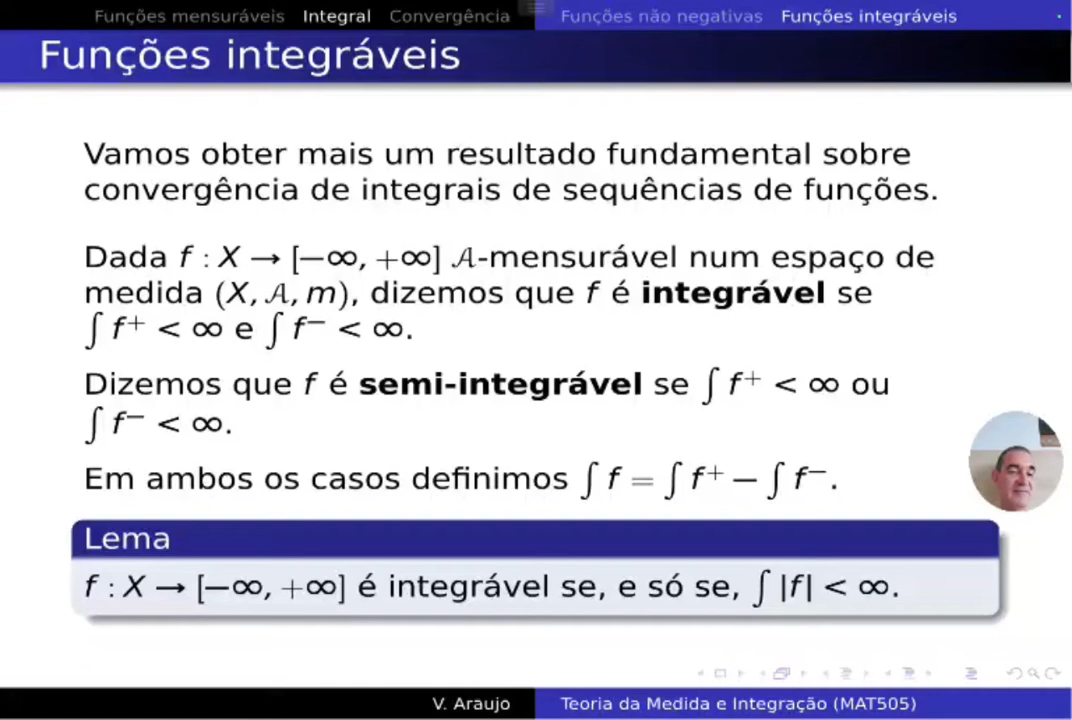 Funções mensuráveis Integral Convergência Funções não negativas Funções integráveis
Funções integráveis
Vamos obter mais um resultado fundamental sobre
convergência de integrais de sequências de funções.
Dada f : X → [−∞, +∞] 𝒜-mensurável num espaço de
medida (X, 𝒜, m), dizemos que f é integrável se
∫ f⁺ < ∞ e ∫ f⁻ < ∞.
Dizemos que f é semi-integrável se ∫ f⁺ < ∞ ou
∫ f⁻ < ∞.
Em ambos os casos definimos ∫ f = ∫ f⁺ − ∫ f⁻.
Lema
f : X → [−∞, +∞] é integrável se, e só se, ∫ |f| < ∞.
V. Araujo Teoria da Medida e Integração (MAT505)